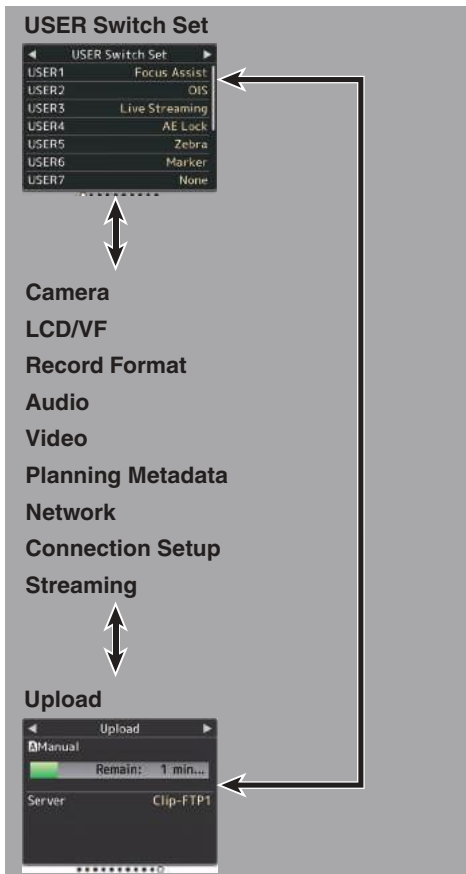 USER Switch Set
◀ USER Switch Set ▶
USER1 Focus Assist
USER2 OIS
USER3 Live Streaming
USER4 AE Lock
USER5 Zebra
USER6 Marker
USER7 None
Camera
LCD/VF
Record Format
Audio
Video
Planning Metadata
Network
Connection Setup
Streaming
Upload
◀ Upload ▶
AManual
Remain: 1 min...
Server Clip-FTP1